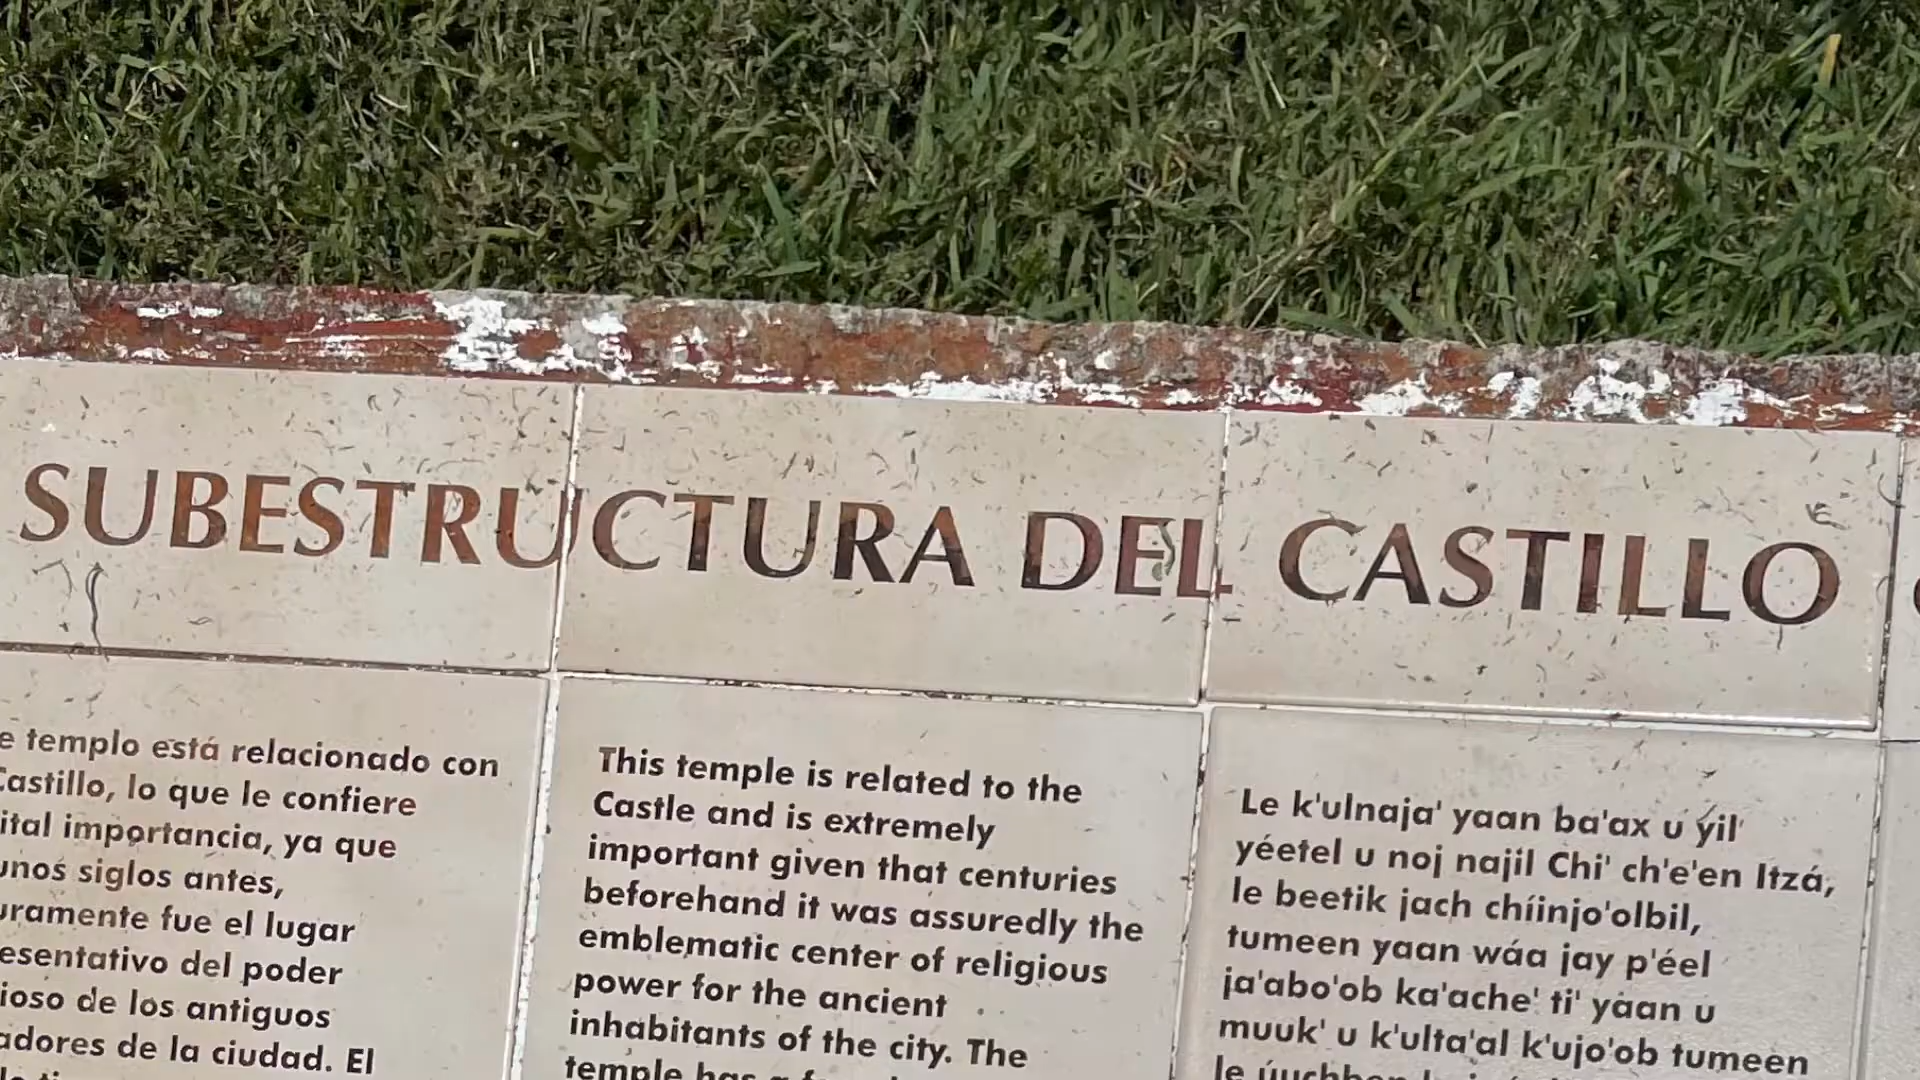 SUBESTRUCTURA DEL CASTILLO
templo está relacionado con
Castillo, lo que le confiere
importancia, ya que
unos siglos antes,
fue el lugar
del poder
de los antiguos
de la ciudad. El
This temple is related to the
Castle and is extremely
important given that centuries
beforehand it was assuredly the
emblematic center of religious
power for the ancient
inhabitants of the city. The
temple has a
Le k'ulnaja' yaan ba'ax u yil'
yéetel u noj najil Chi' ch'e'en Itzá,
le beetik jach chíinjo'olbil,
tumeen yaan wáa jay p'éel
ja'abo'ob ka'ache' ti' yaan u
muuk' u k'ulta'al k'ujo'ob tumeen
le